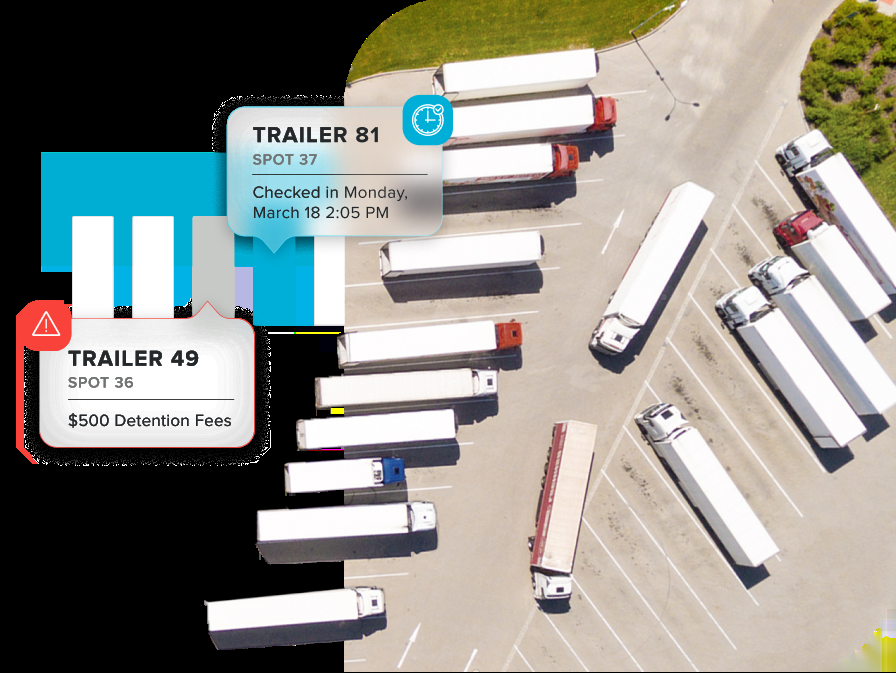 TRAILER 81
SPOT 37
Checked in Monday,
March 18 2:05 PM
TRAILER 49
SPOT 36
$500 Detention Fees